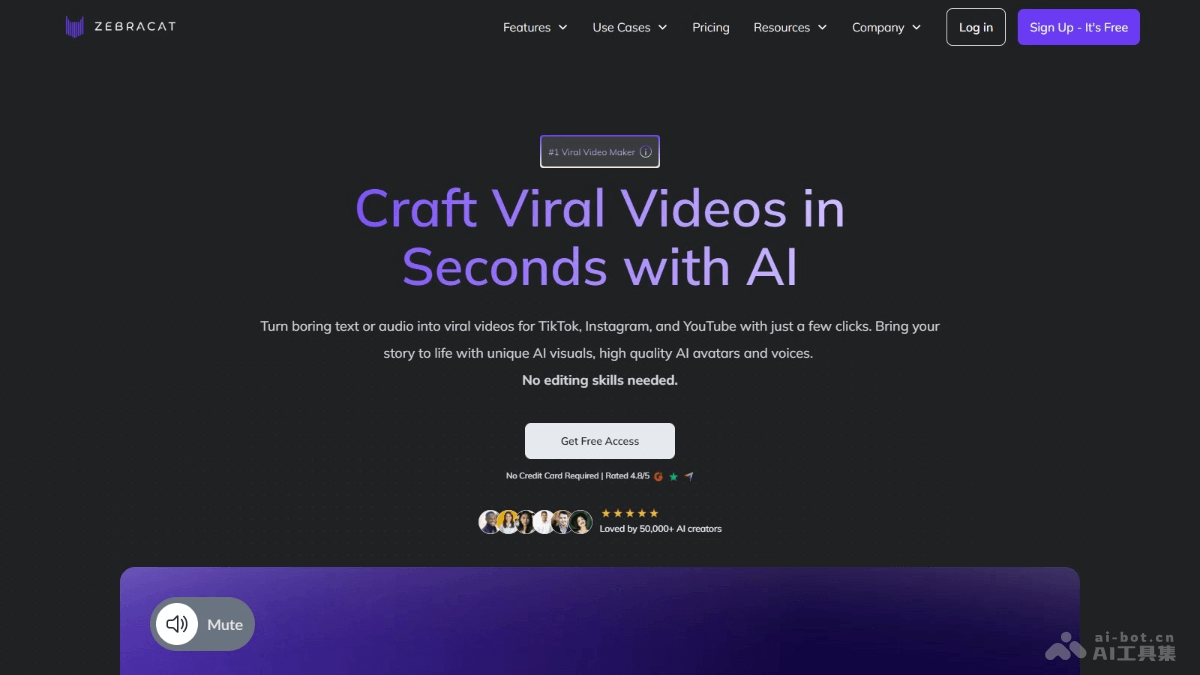 ZEBRACAT
Features
Use Cases
Pricing
Resources
Company
Log in
Sign Up - It's Free
#1 Viral Video Maker
Craft Viral Videos in
Seconds with AI
Turn boring text or audio into viral videos for TikTok, Instagram, and YouTube with just a few clicks. Bring your
story to life with unique AI visuals, high quality AI avatars and voices.
No editing skills needed.
Get Free Access
No Credit Card Required | Rated 4.8/5
Loved by 50,000+ AI creators
Mute
ai-bot.cn
AI工具集